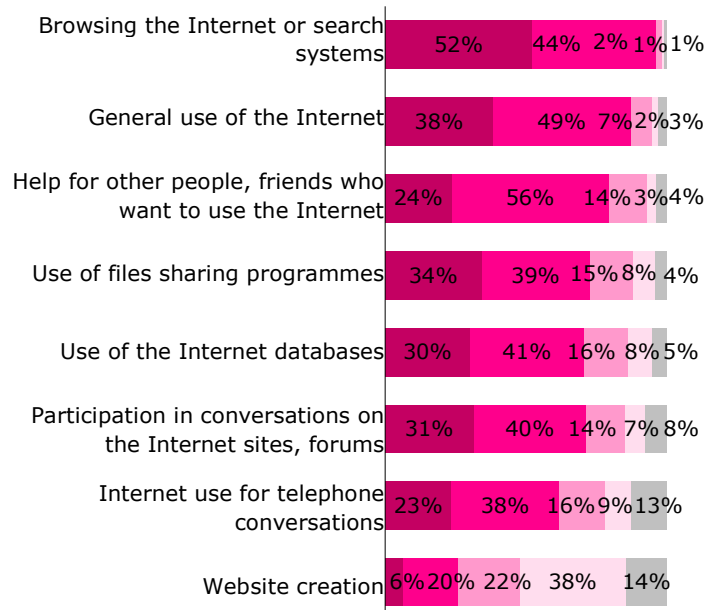 Browsing the Internet or search
systems
52% 44% 2% 1% 1%
General use of the Internet
38% 49% 7% 2% 3%
Help for other people, friends who
want to use the Internet
24% 56% 14% 3% 4%
Use of files sharing programmes
34% 39% 15% 8% 4%
Use of the Internet databases
30% 41% 16% 8% 5%
Participation in conversations on
the Internet sites, forums
31% 40% 14% 7% 8%
Internet use for telephone
conversations
23% 38% 16% 9% 13%
Website creation
6% 20% 22% 38% 14%